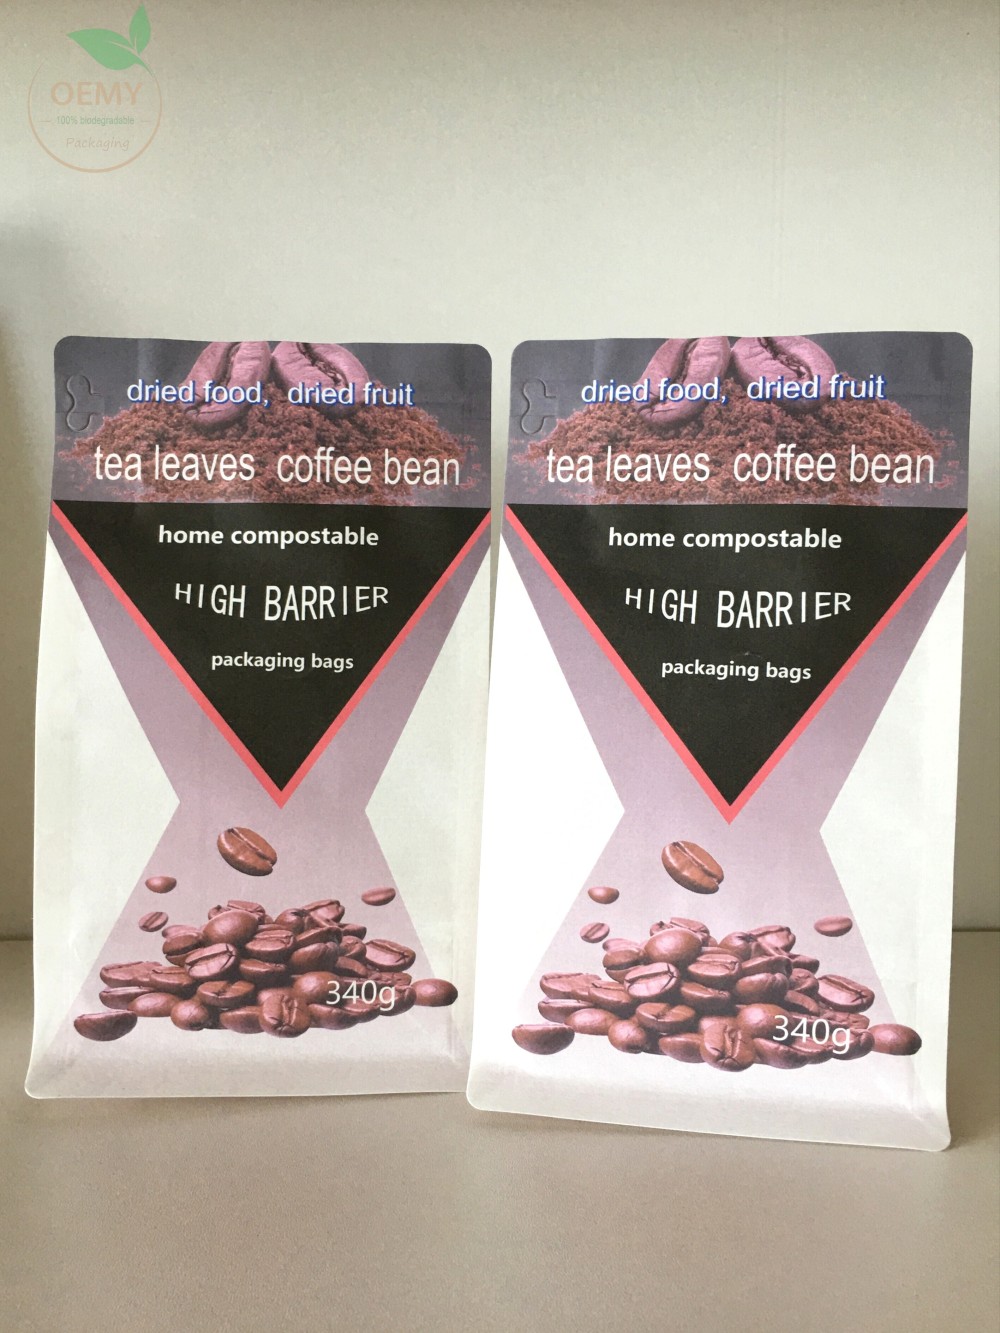 OEMY
100% biodegradable
Packaging
dried food, dried fruit
tea leaves coffee bean
home compostable
HIGH BARRIER
packaging bags
340g
dried food, dried fruit
tea leaves coffee bean
home compostable
HIGH BARRIER
packaging bags
340g